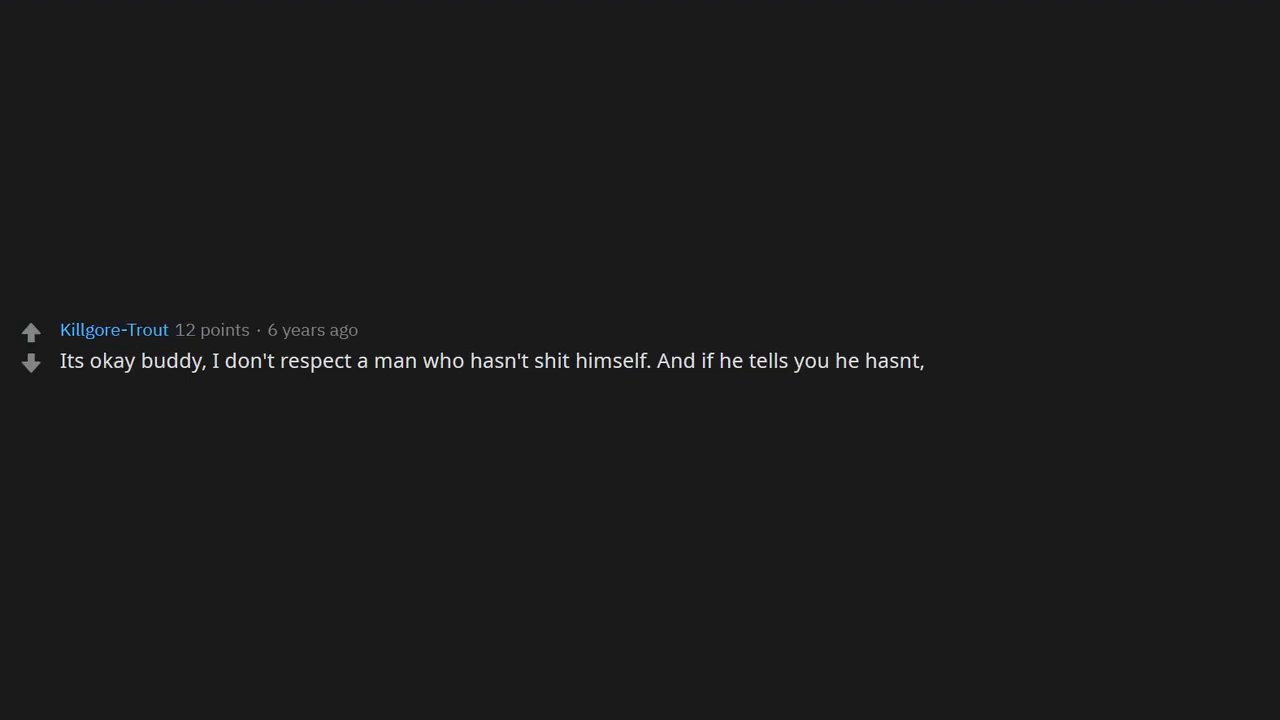 Killgore-Trout 12 points · 6 years ago
Its okay buddy, I don't respect a man who hasn't shit himself. And if he tells you he hasnt,